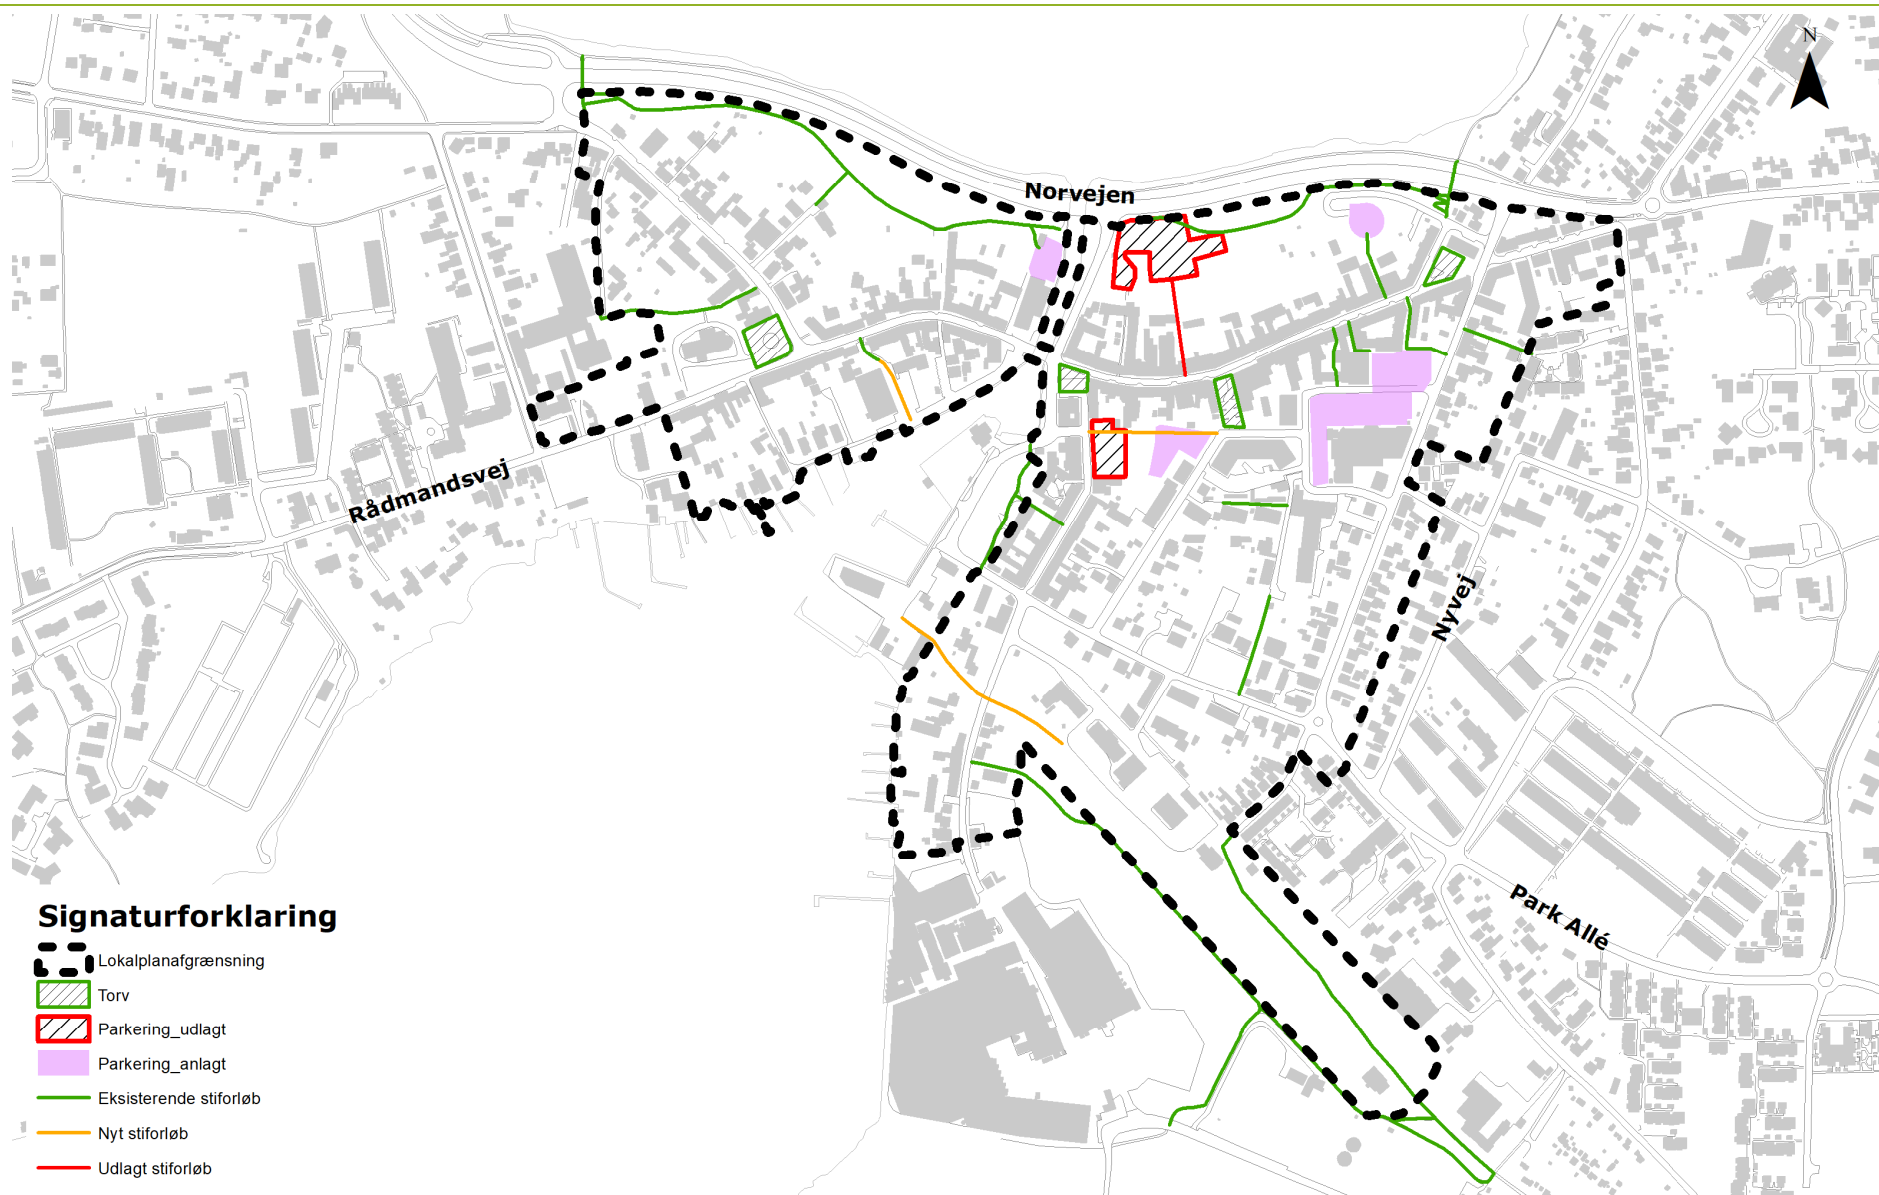 N
Norvejen
Rådmandsvej
Nyvej
Park Allé
Signaturforklaring
Lokalplanafgrænsning
Torv
Parkering_udlagt
Parkering_anlagt
Eksisterende stiforløb
Nyt stiforløb
Udlagt stiforløb